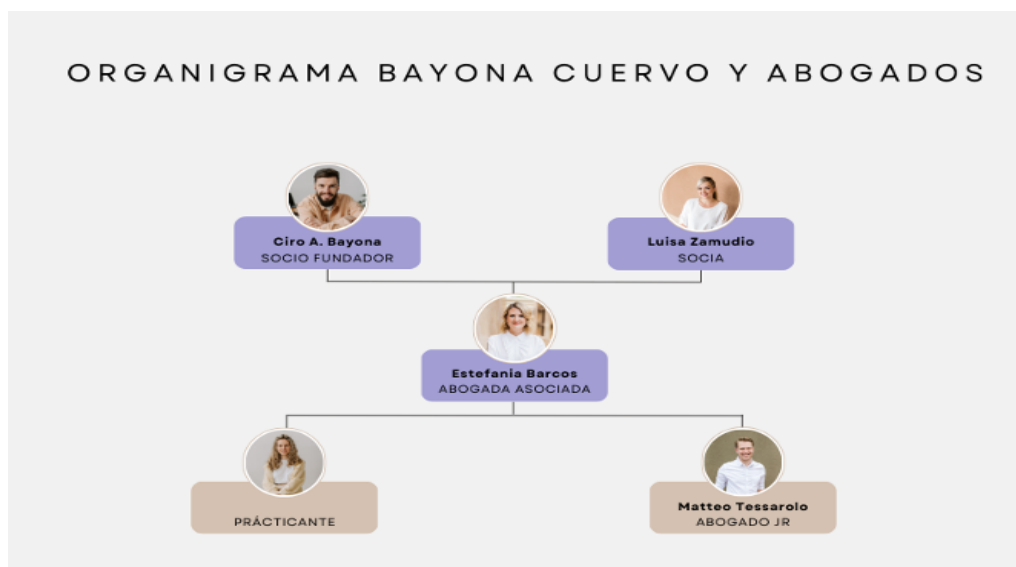 ORGANIGRAMA BAYONA CUERVO Y ABOGADOS
Ciro A. Bayona
SOCIO FUNDADOR
Luisa Zamudio
SOCIA
Estefania Barcos
ABOGADA ASOCIADA
PRÁCTICANTE
Matteo Tessarolo
ABOGADO JR